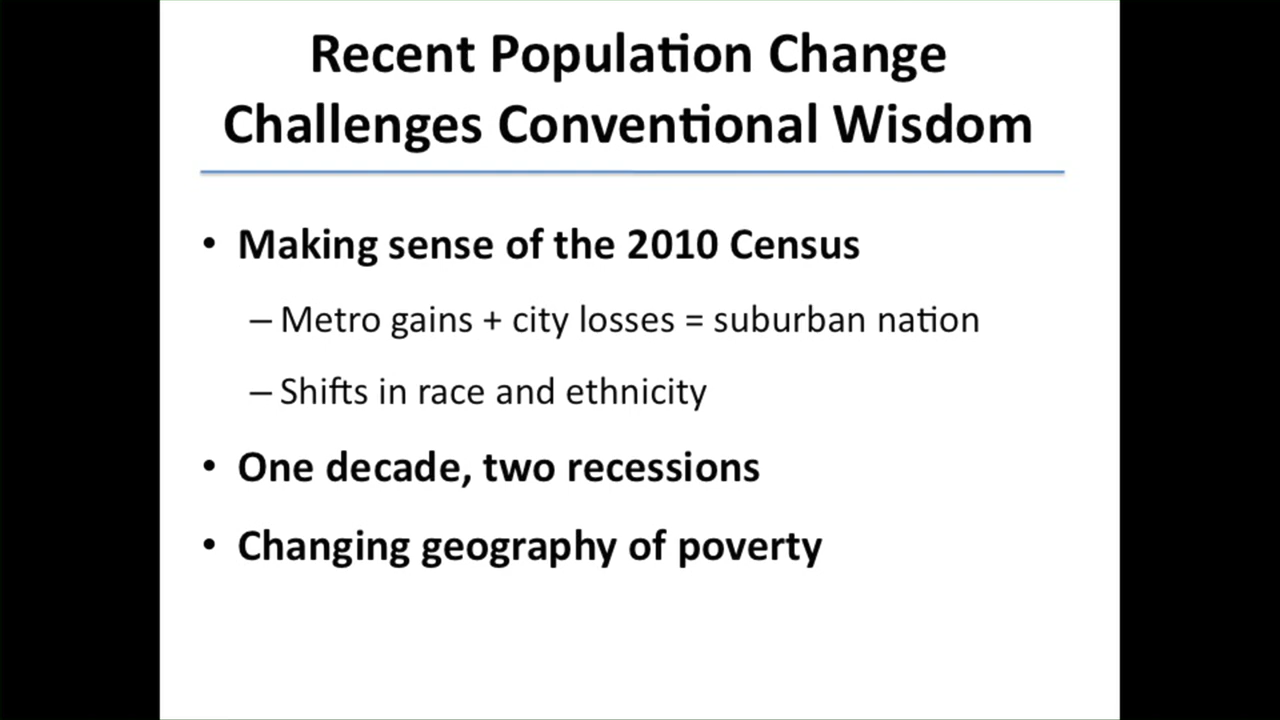 Recent Population Change
Challenges Conventional Wisdom
• Making sense of the 2010 Census
– Metro gains + city losses = suburban nation
– Shifts in race and ethnicity
• One decade, two recessions
• Changing geography of poverty